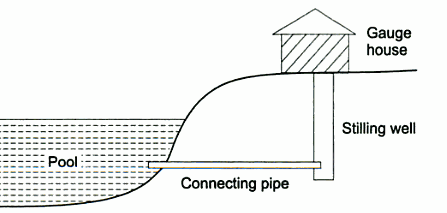 Gauge
house
Stilling well
Pool
Connecting pipe